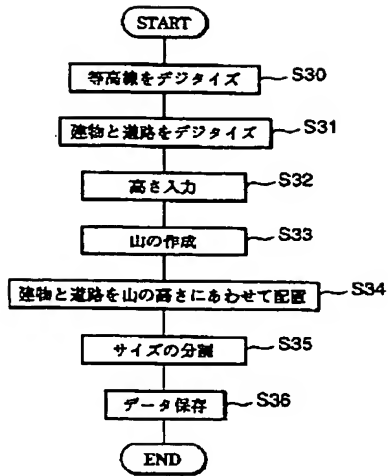 START
等高線をデジタイズ S30
建物と道路をデジタイズ S31
高さ入力 S32
山の作成 S33
建物と道路を山の高さにあわせて配置 S34
サイズの分割 S35
データ保存 S36
END